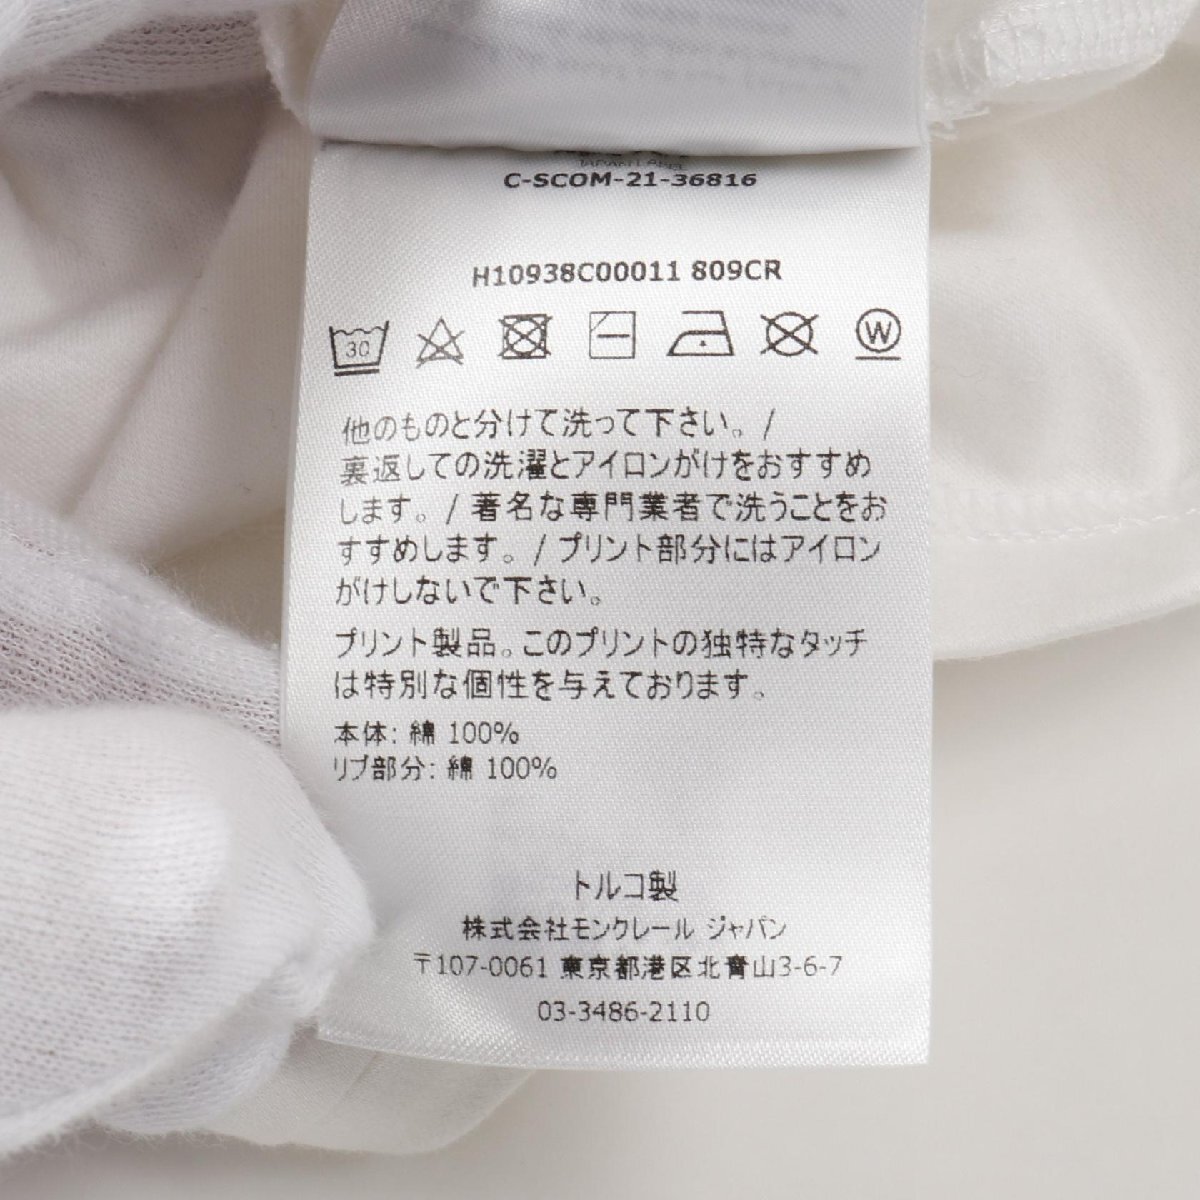 C-SCOM-21-36816
H10938C00011 809CR
30
W
他のものと分けて洗って下さい。/
裏返しての洗濯とアイロンがけをおすすめ
します。/ 著名な専門業者で洗うことをお
すすめします。/ プリント部分にはアイロン
がけしないで下さい。
プリント製品。このプリントの独特なタッチ
は特別な個性を与えております。
本体: 綿 100%
リブ部分: 綿 100%
トルコ製
株式会社モンクレール ジャパン
〒107-0061 東京都港区北青山3-6-7
03-3486-2110